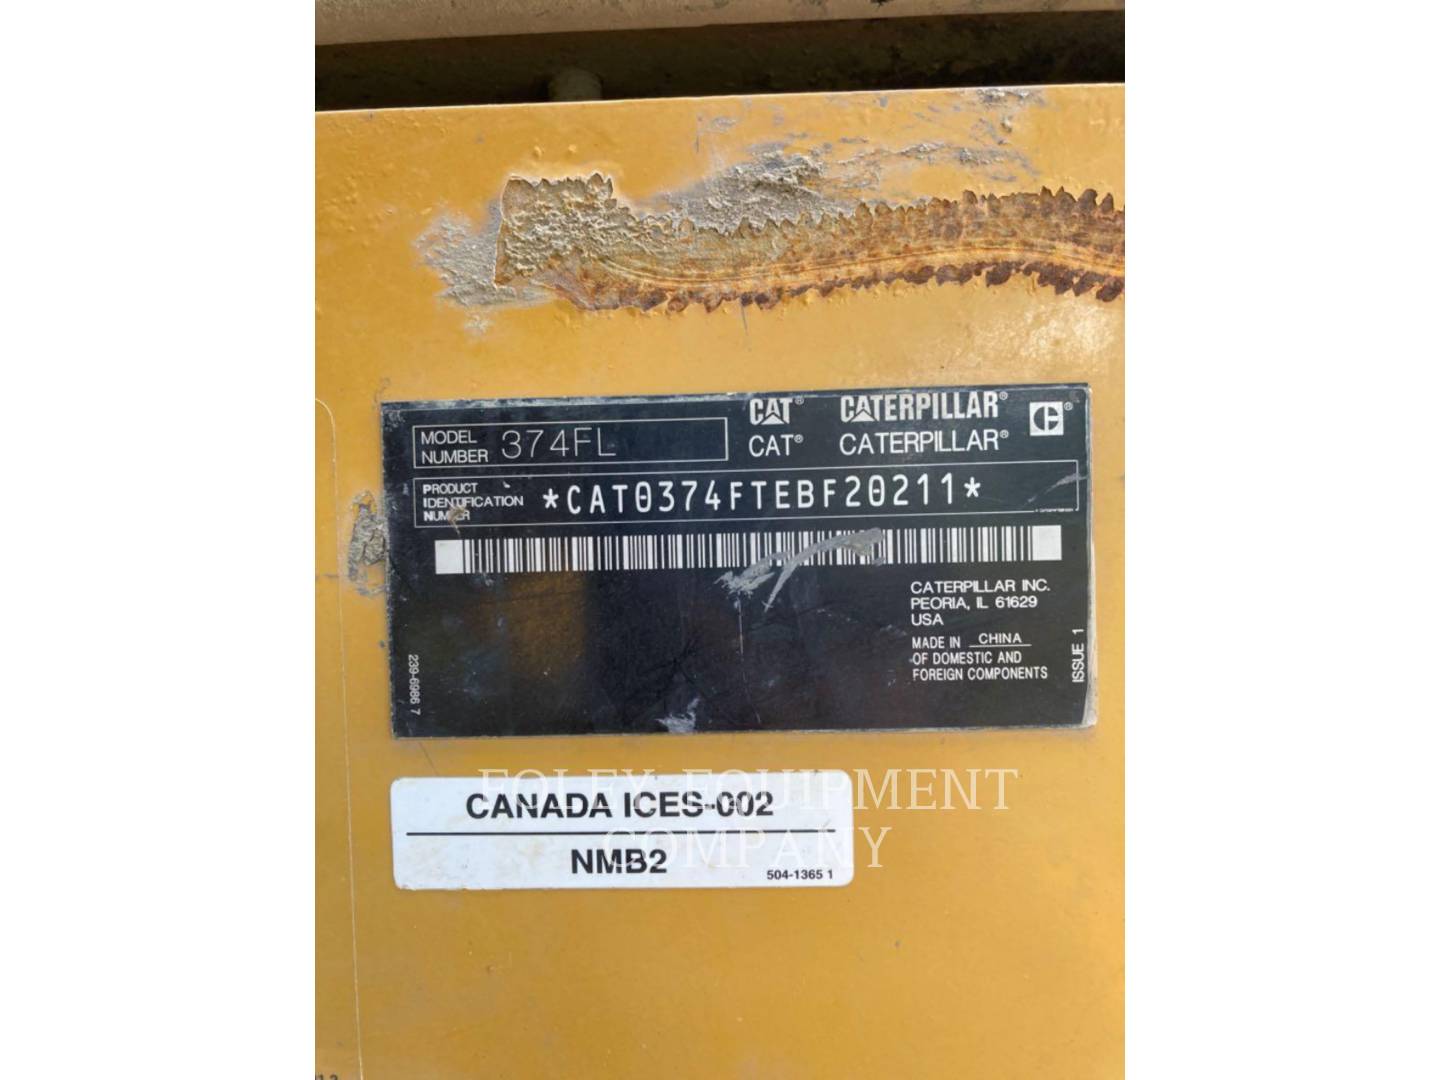 CAT® CATERPILLAR®
CAT® CATERPILLAR®
MODEL NUMBER 374FL
PRODUCT IDENTIFICATION NUMBER *CAT0374FTEBF20211*
CATERPILLAR INC.
PEORIA, IL 61629
USA
MADE IN CHINA
OF DOMESTIC AND
FOREIGN COMPONENTS
ISSUE 1
239-6986 7
FOLEY EQUIPMENT
COMPANY
CANADA ICES-002
NMB2
504-1365 1